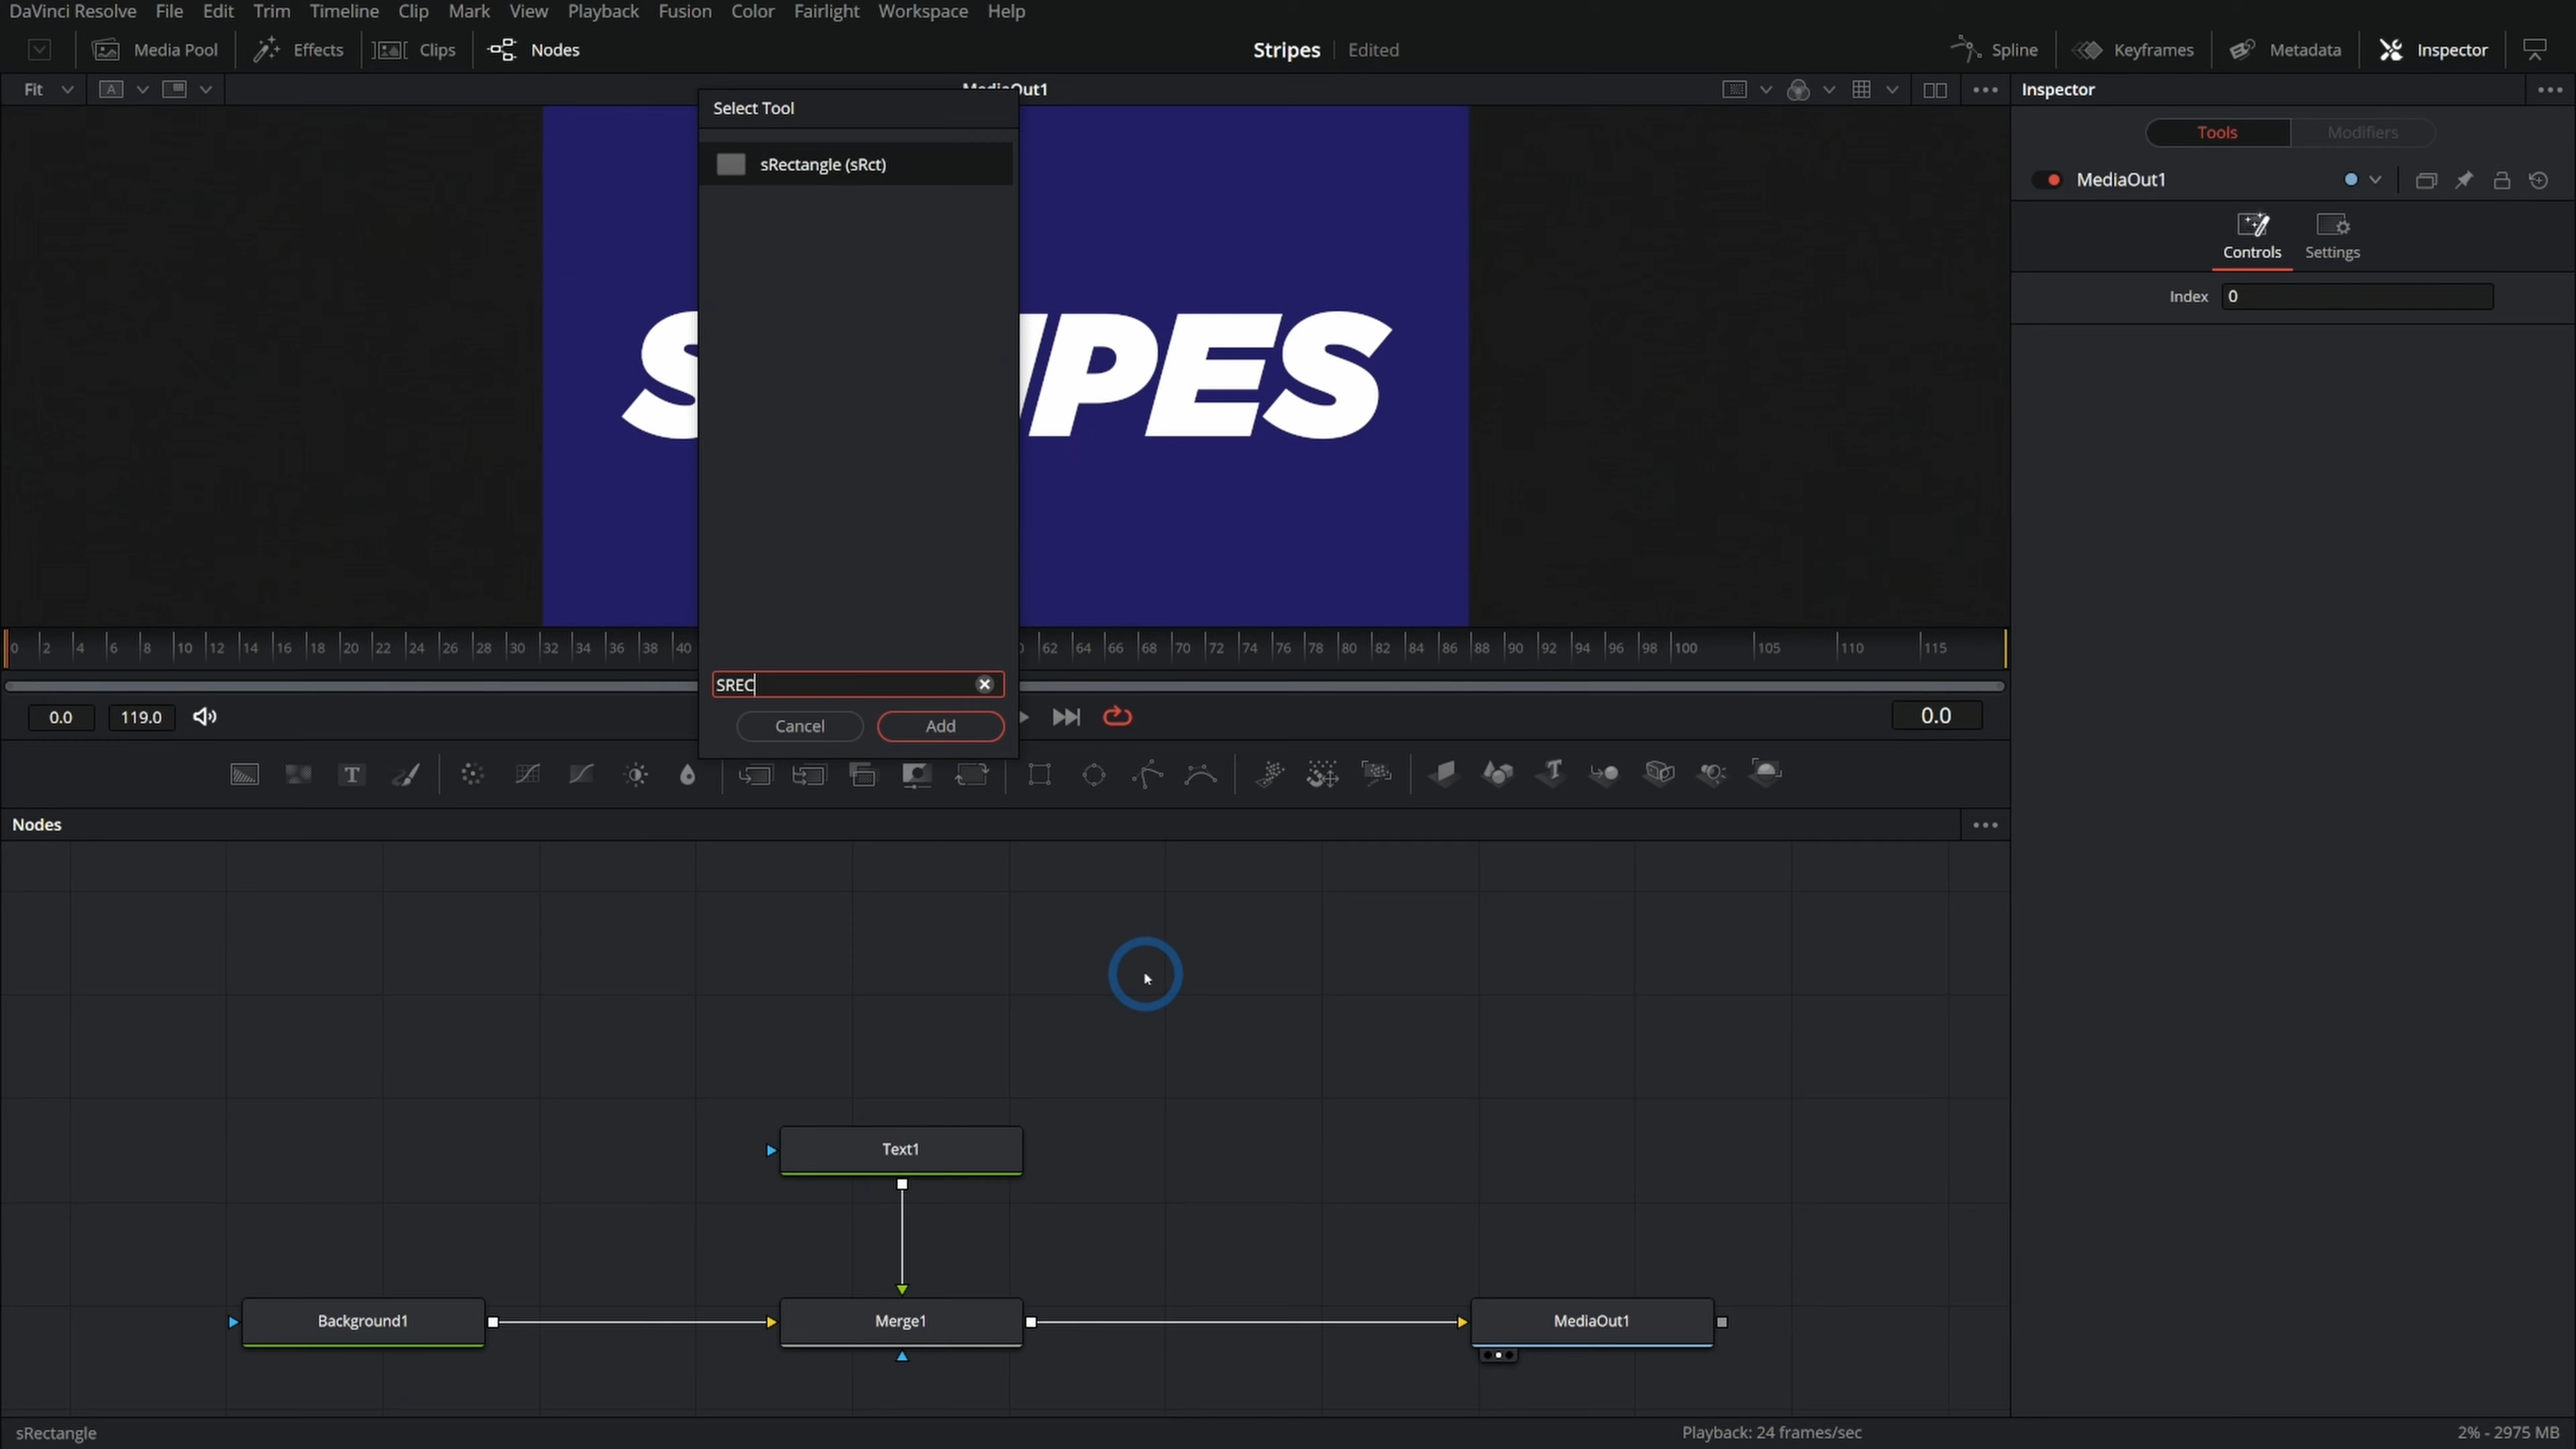 DaVinci Resolve File Edit Trim Timeline Clip Mark View Playback Fusion Color Fairlight Workspace Help
Media Pool Effects Clips Nodes Stripes Edited Spline Keyframes Metadata Inspector
Fit A MediaOut1 Inspector
Select Tool
Tools Modifiers
sRectangle (sRct)
MediaOut1
Controls Settings
Index 0
S IPES
0 2 4 6 8 10 12 14 16 18 20 22 24 26 28 30 32 34 36 38 40 62 64 66 68 70 72 74 76 78 80 82 84 86 88 90 92 94 96 98 100 105 110 115
SREC
0.0 119.0 Cancel Add 0.0
T
Nodes
Text1
Background1 Merge1 MediaOut1
sRectangle Playback: 24 frames/sec 2% - 2975 MB